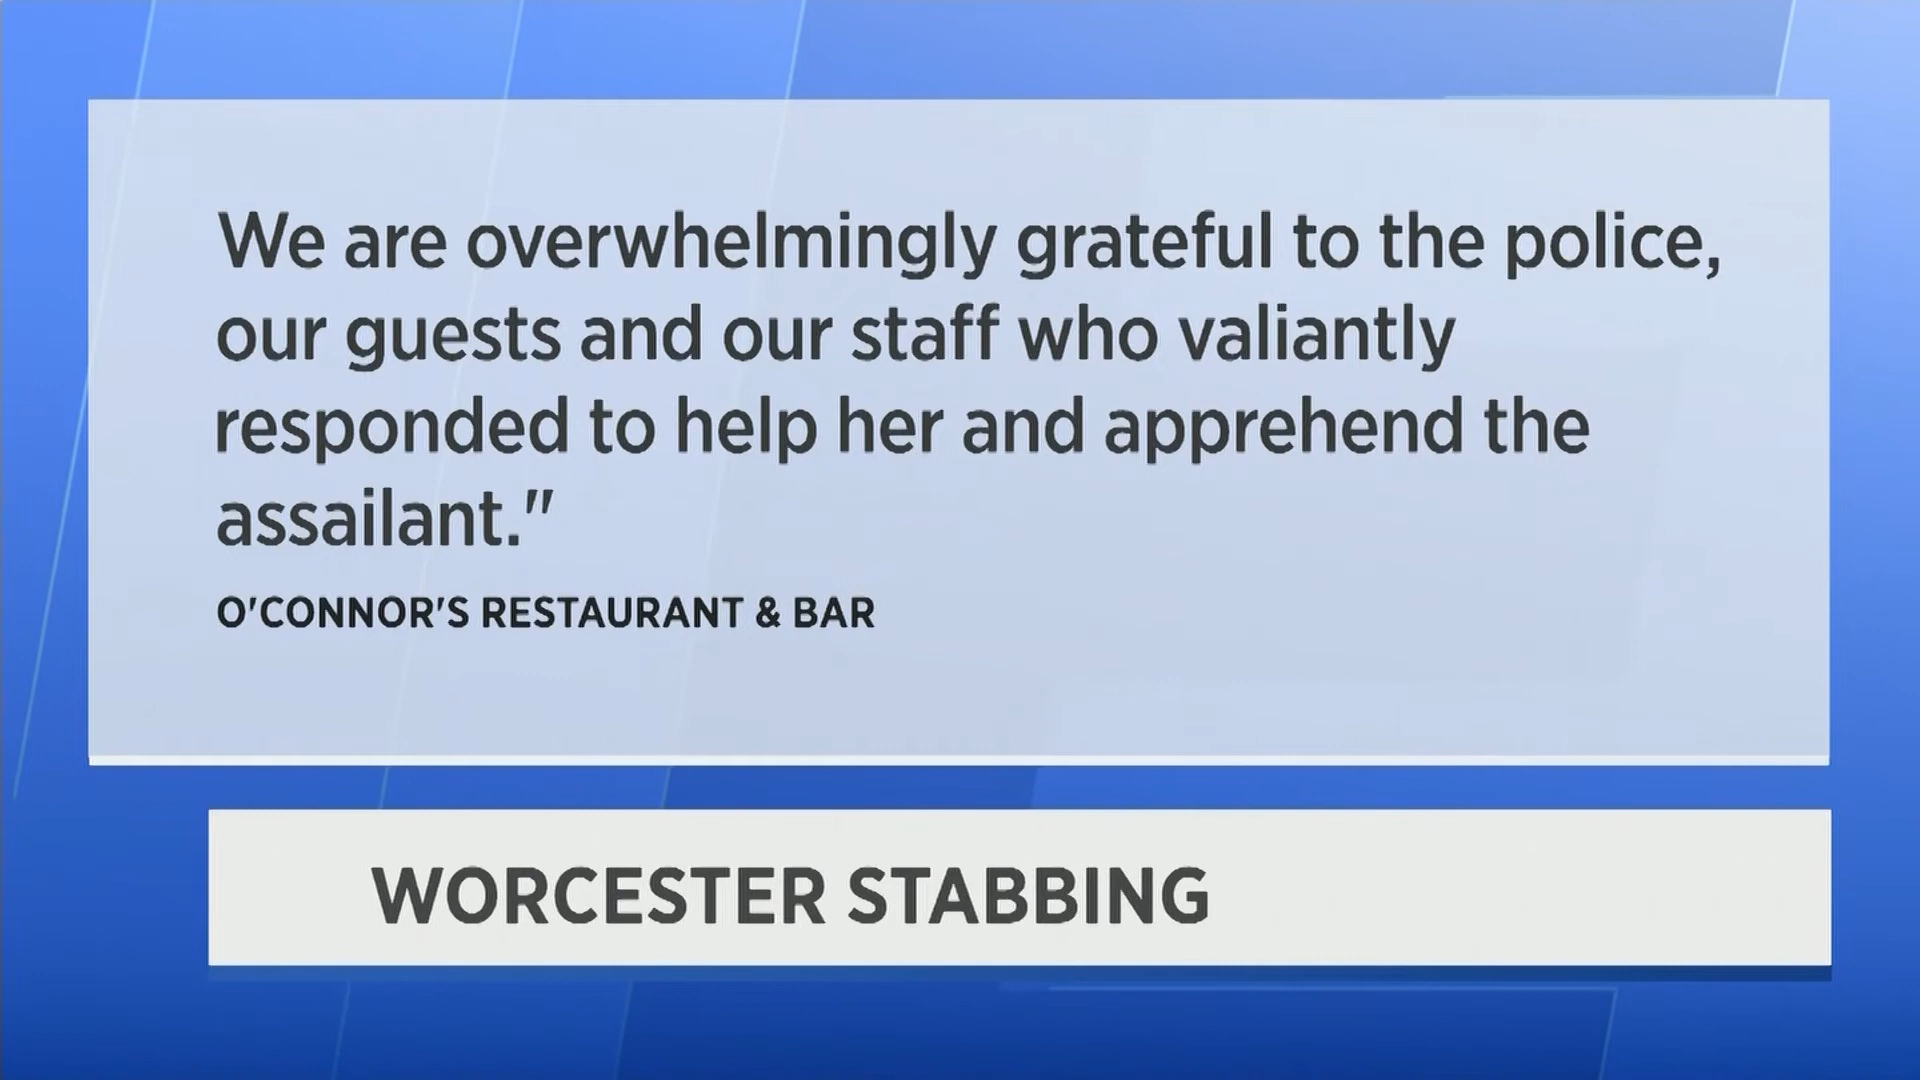 We are overwhelmingly grateful to the police,
our guests and our staff who valiantly
responded to help her and apprehend the
assailant."
O'CONNOR'S RESTAURANT & BAR
WORCESTER STABBING